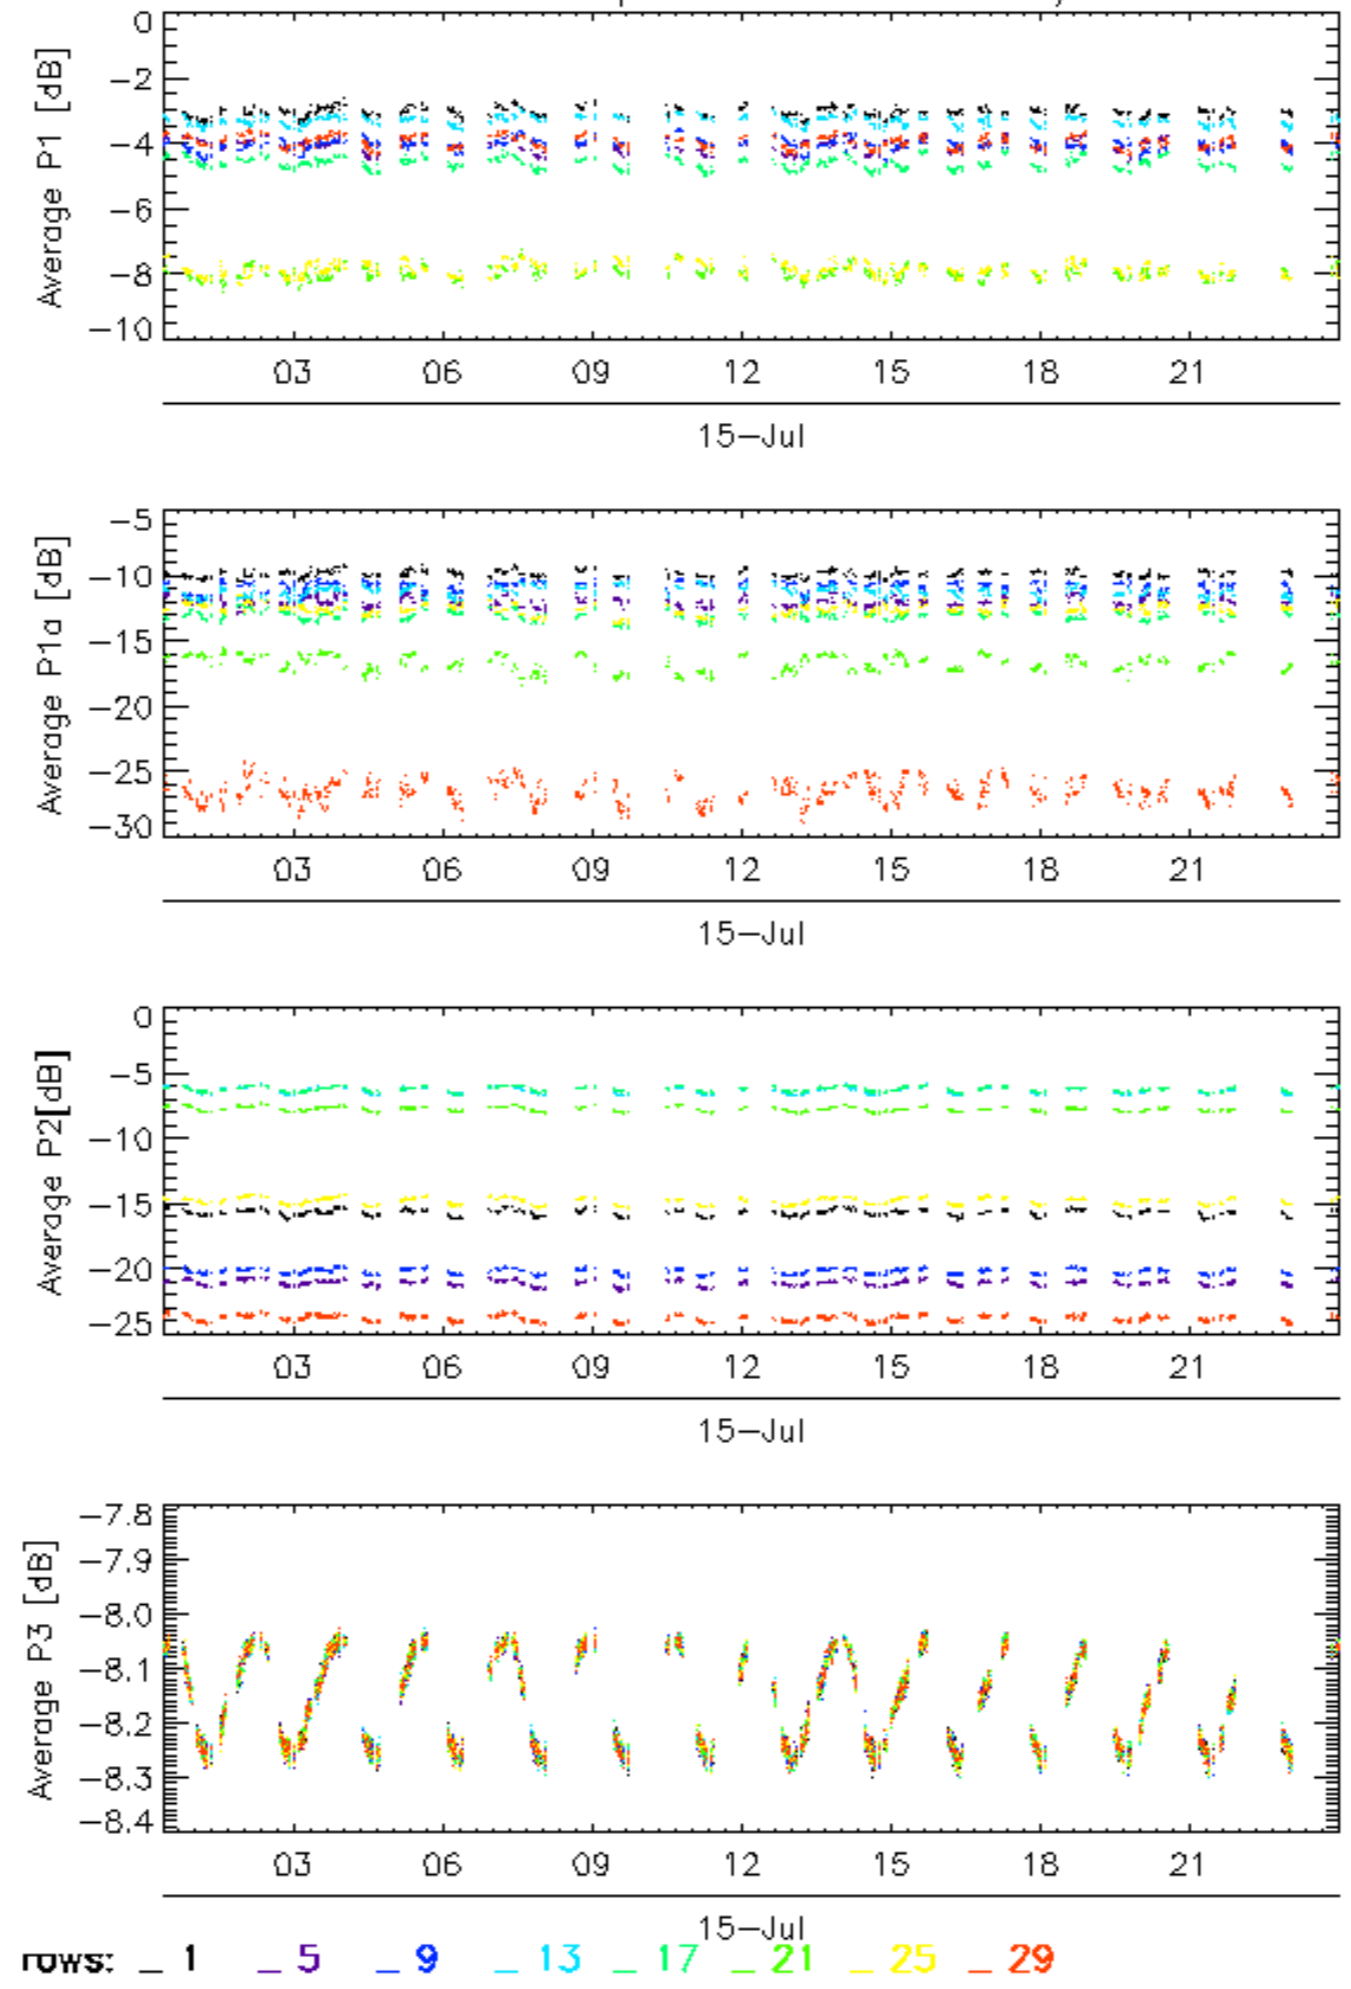 0
−2
−4
−6
−8
−10
Average P1 [dB]
03 06 09 12 15 18 21
15−Jul
−5
−10
−15
−20
−25
−30
Average P1a [dB]
03 06 09 12 15 18 21
15−Jul
0
−5
−10
−15
−20
−25
Average P2[dB]
03 06 09 12 15 18 21
15−Jul
−7.8
−7.9
−8.0
−8.1
−8.2
−8.3
−8.4
Average P3 [dB]
03 06 09 12 15 18 21
15−Jul
rows: _ 1 _ 5 _ 9 _ 13 _ 17 _ 21 _ 25 _ 29